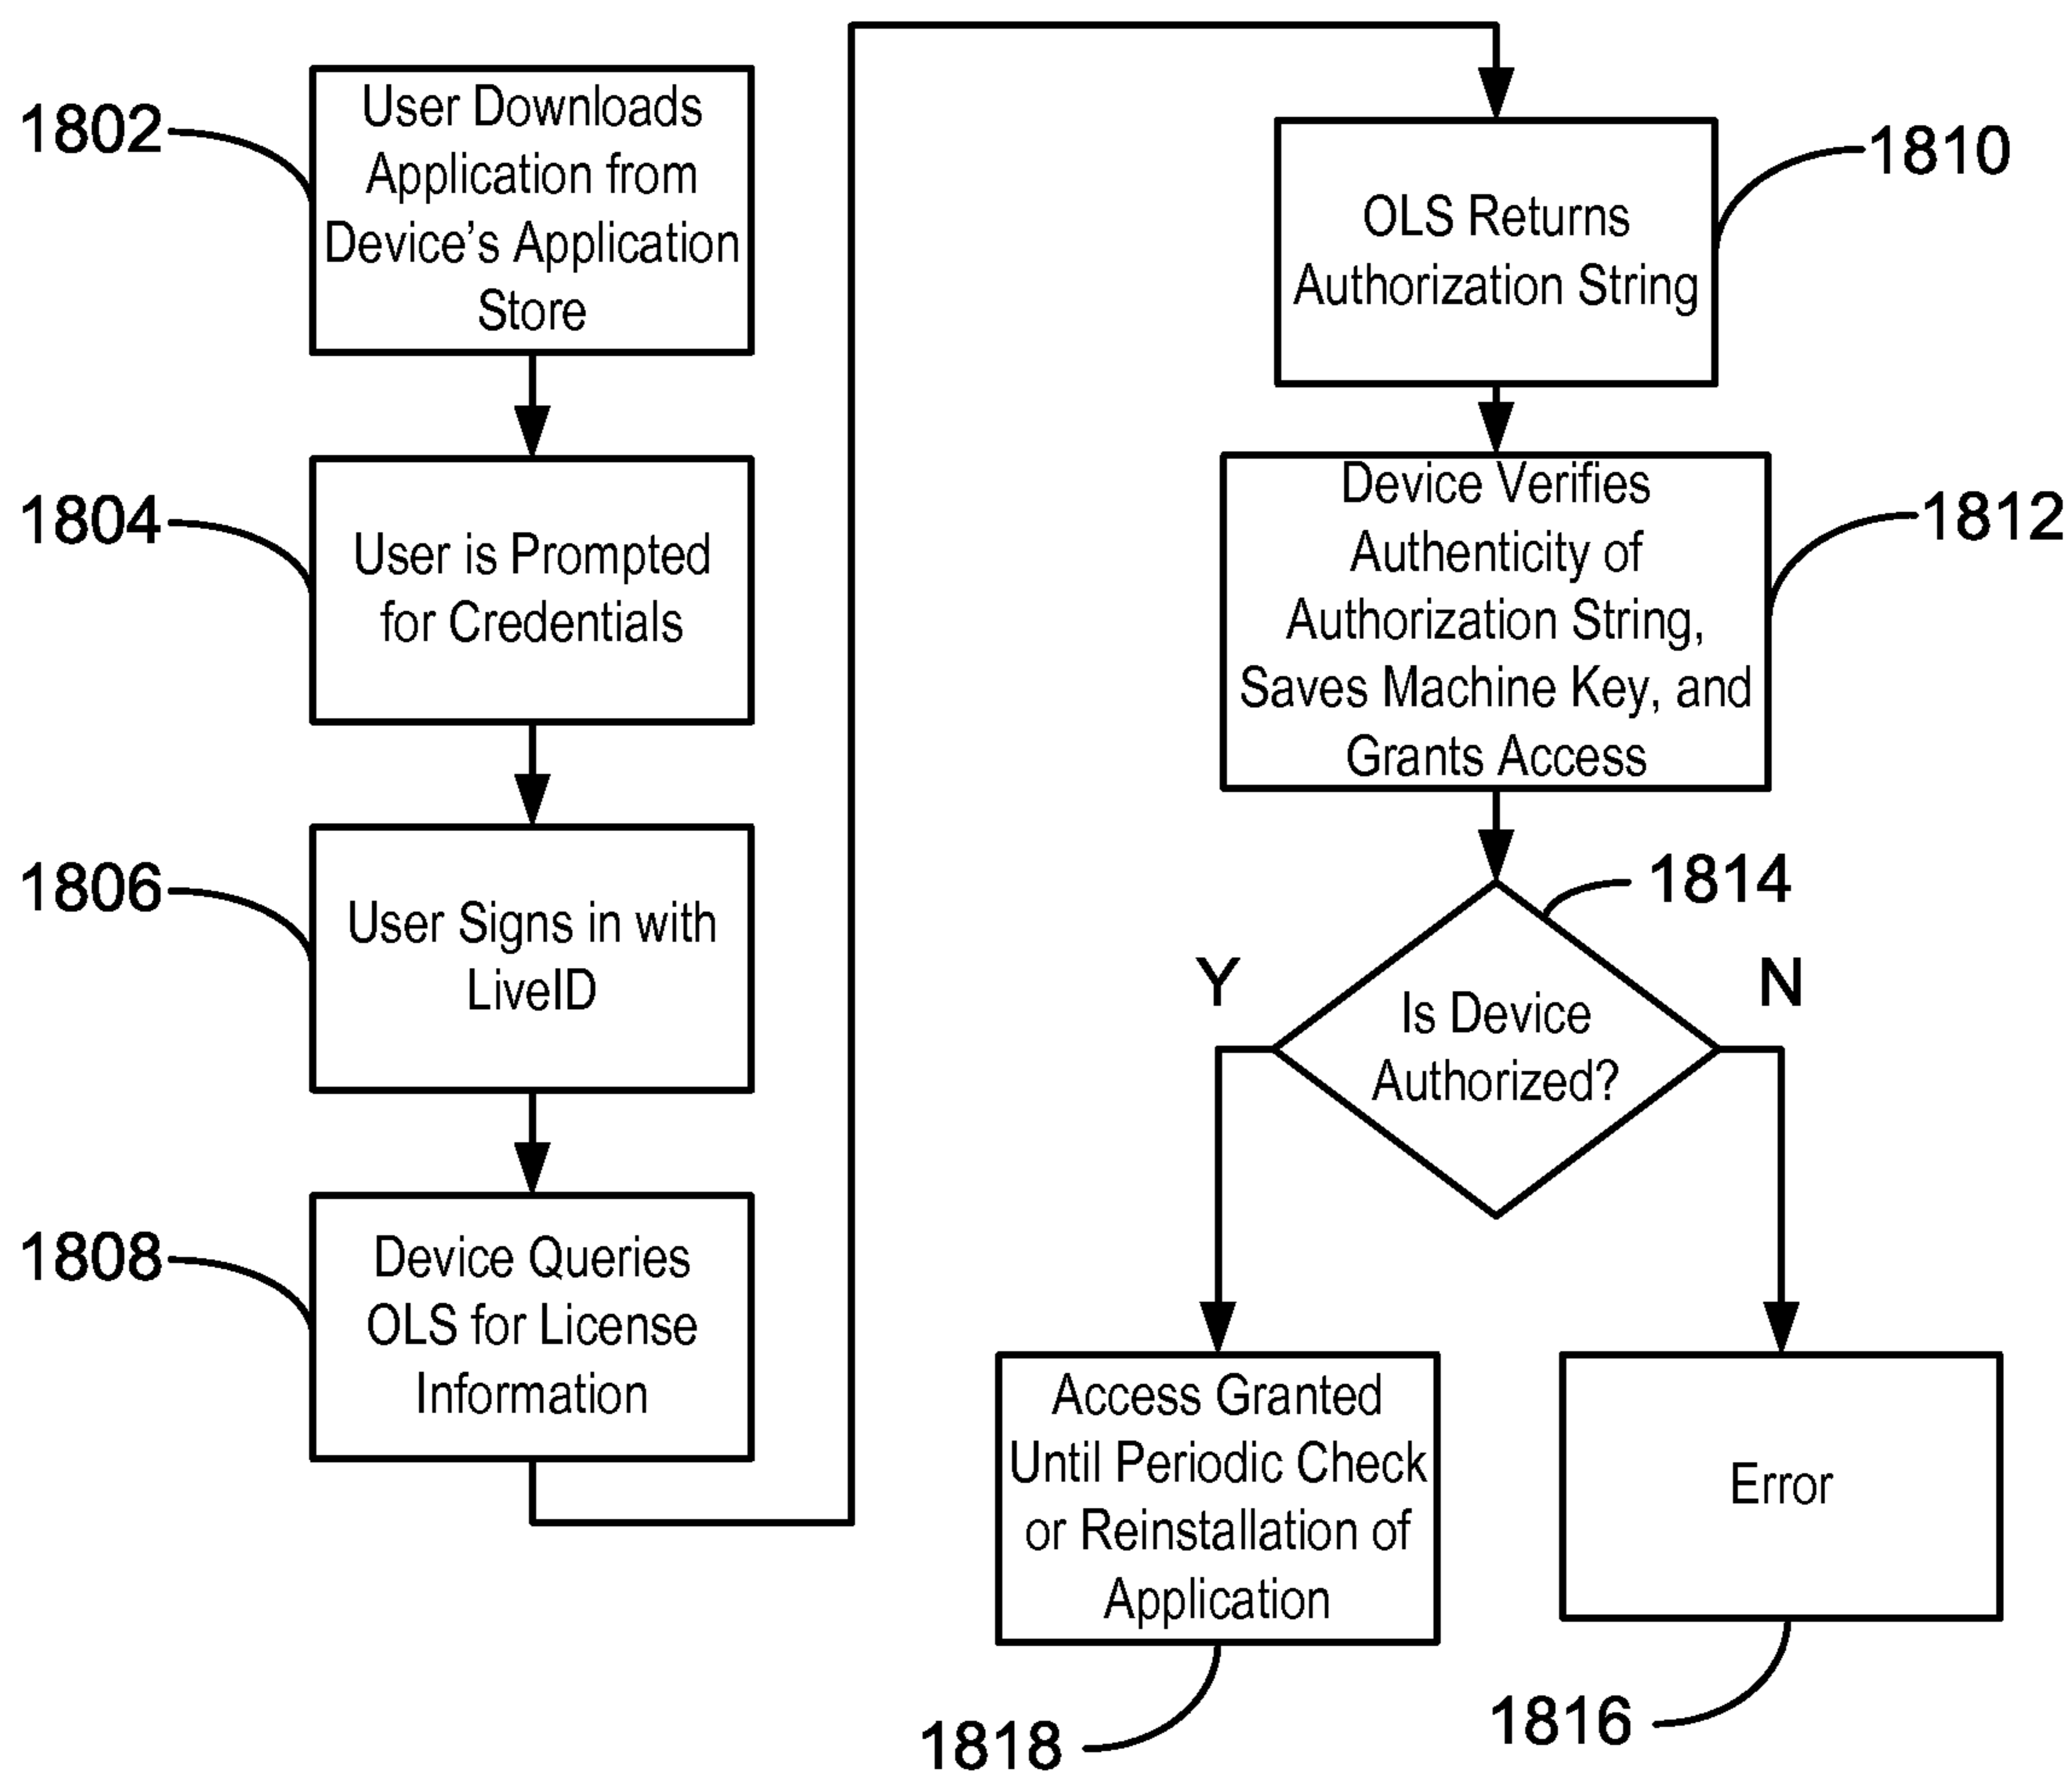 1802
User Downloads
Application from
Device's Application
Store
1804
User is Prompted
for Credentials
1806
User Signs in with
LiveID
1808
Device Queries
OLS for License
Information
1810
OLS Returns
Authorization String
1812
Device Verifies
Authenticity of
Authorization String,
Saves Machine Key, and
Grants Access
1814
Is Device
Authorized?
Y
N
Access Granted
Until Periodic Check
or Reinstallation of
Application
1818
Error
1816